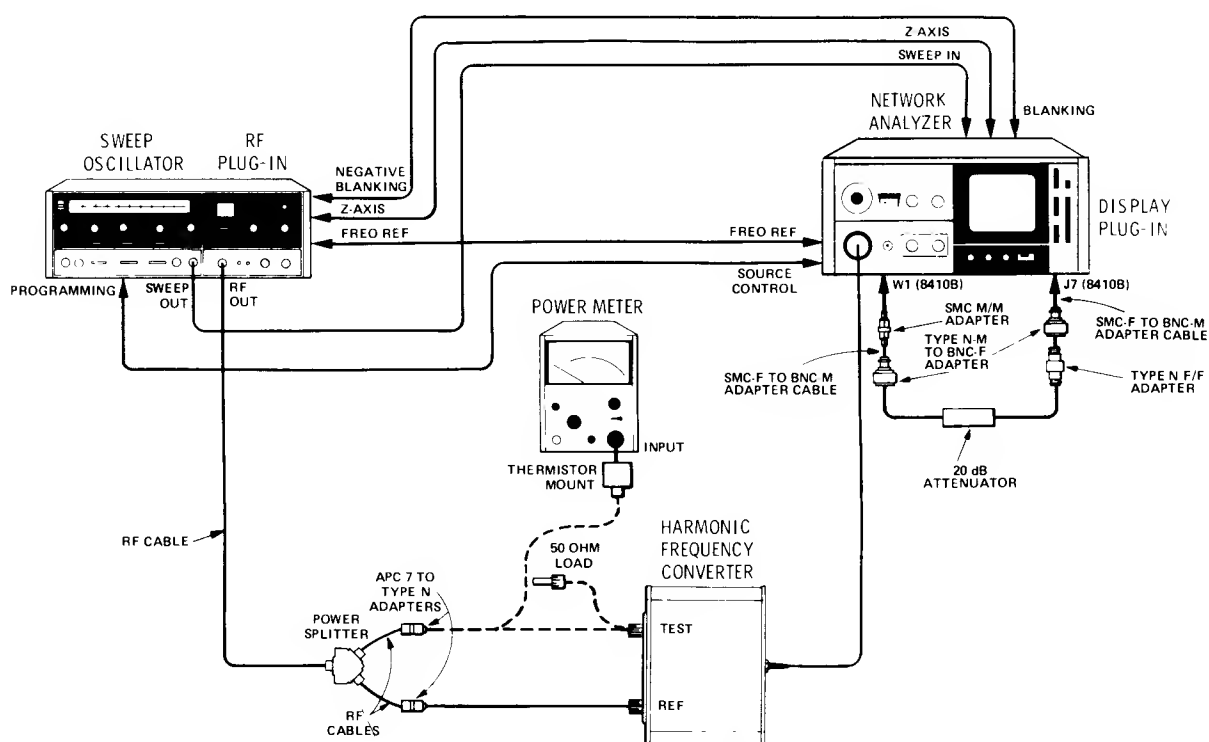 Z AXIS
SWEEP IN
NETWORK
ANALYZER
BLANKING
SWEEP
OSCILLATOR
RF
PLUG-IN
NEGATIVE
BLANKING
Z-AXIS
FREQ REF
FREQ REF
DISPLAY
PLUG-IN
PROGRAMMING
SWEEP
OUT
RF
OUT
SOURCE
CONTROL
W1 (8410B)
J7 (8410B)
POWER METER
SMC M/M
ADAPTER
SMC-F TO BNC-M
ADAPTER CABLE
TYPE N-M
TO BNC-F
ADAPTER
SMC-F TO BNC M
ADAPTER CABLE
TYPE N F/F
ADAPTER
INPUT
20 dB
ATTENUATOR
THERMISTOR
MOUNT
RF CABLE
50 OHM
LOAD
HARMONIC
FREQUENCY
CONVERTER
APC 7 TO
TYPE N
ADAPTERS
POWER
SPLITTER
TEST
REF
RF
CABLES